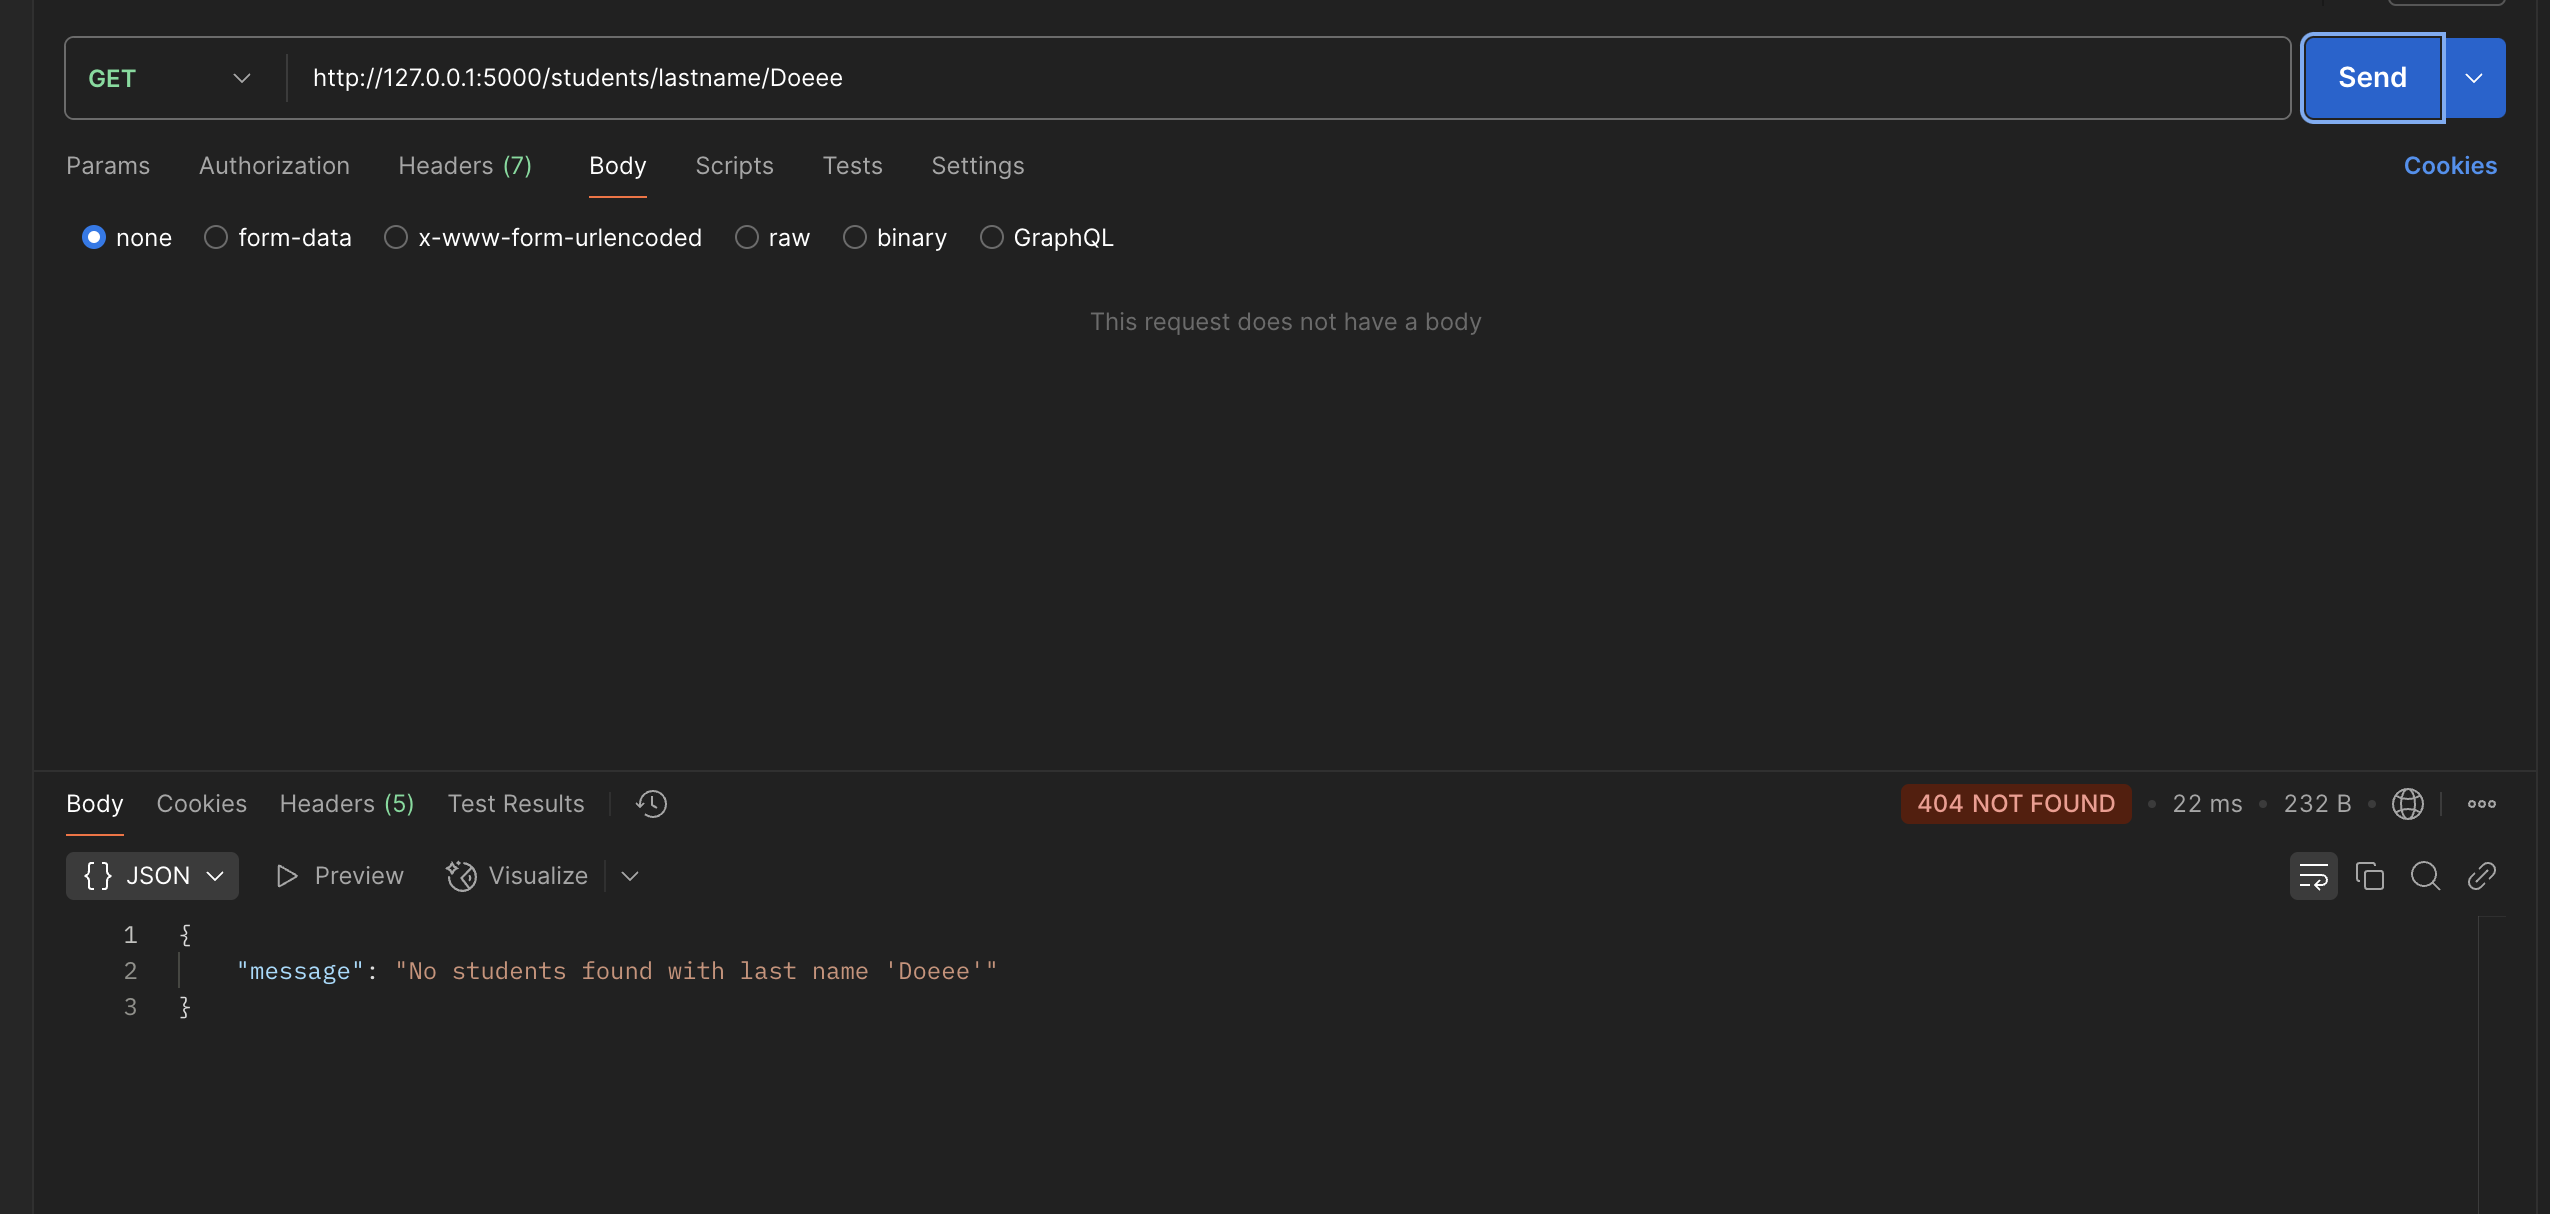 GET http://127.0.0.1:5000/students/lastname/Doeee Send
Params Authorization Headers (7) Body Scripts Tests Settings Cookies
none form-data x-www-form-urlencoded raw binary GraphQL
This request does not have a body
Body Cookies Headers (5) Test Results 404 NOT FOUND • 22 ms • 232 B •
{} JSON Preview Visualize
1 {
2 "message": "No students found with last name 'Doeee'"
3 }